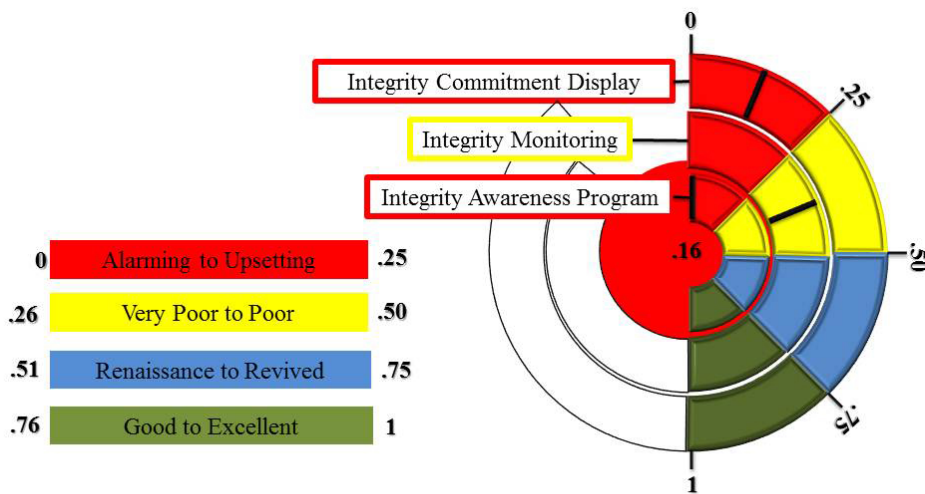 0
Integrity Commitment Display
.25
Integrity Monitoring
Integrity Awareness Program
.16
.50
0 Alarming to Upsetting .25
.26 Very Poor to Poor .50
.51 Renaissance to Revived .75
.76 Good to Excellent 1
.75
1